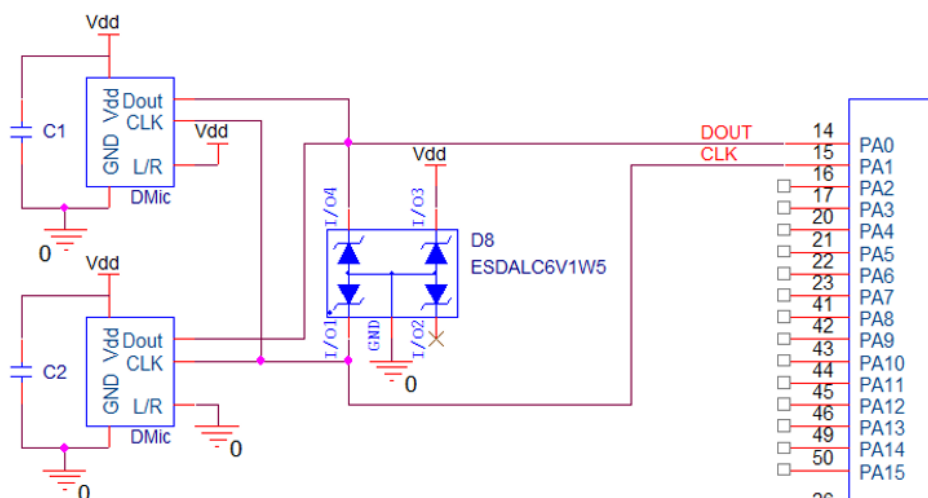 Vdd
C1
Vdd
GND
Dout
CLK
L/R
Vdd
DMic
0
Vdd
C2
Vdd
GND
Dout
CLK
L/R
DMic
0
0
I/O4
I/O3
Vdd
D8
ESDALC6V1W5
I/O1
GND
I/O2
0
DOUT
CLK
14 PA0
15 PA1
16 PA2
17 PA3
20 PA4
21 PA5
22 PA6
23 PA7
41 PA8
42 PA9
43 PA10
44 PA11
45 PA12
46 PA13
49 PA14
50 PA15